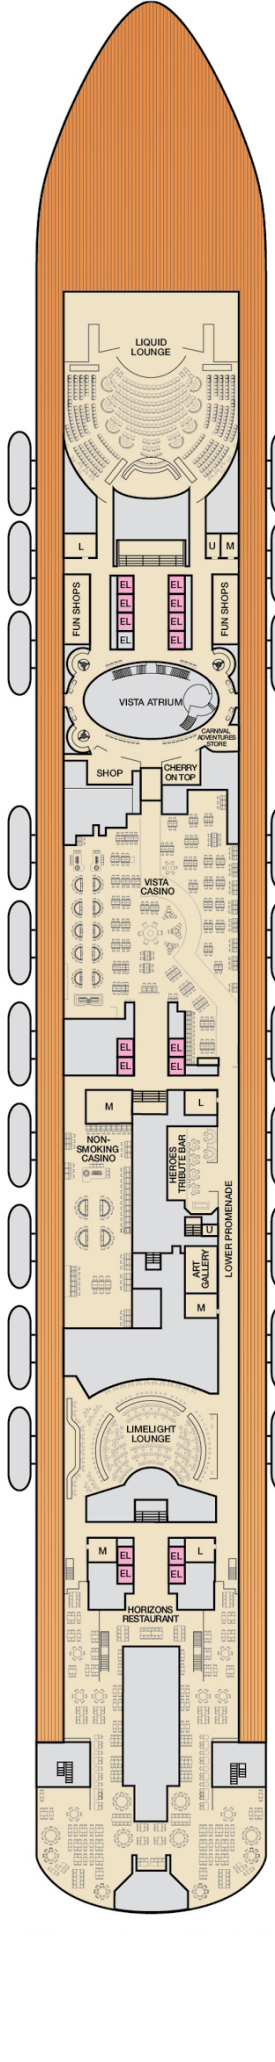 LIQUID
LOUNGE
L
U
M
FUN SHOPS
EL
EL
EL
EL
EL
EL
EL
EL
FUN SHOPS
VISTA ATRIUM
CARNIVAL
ADVENTURES
STORE
SHOP
CHERRY
ON TOP
VISTA
CASINO
EL
EL
EL
EL
M
L
NON-
SMOKING
CASINO
HEROES
TRIBUTE BAR
U
LOWER PROMENADE
ART
GALLERY
M
LIMELIGHT
LOUNGE
M
EL
EL
L
EL
EL
HORIZONS
RESTAURANT